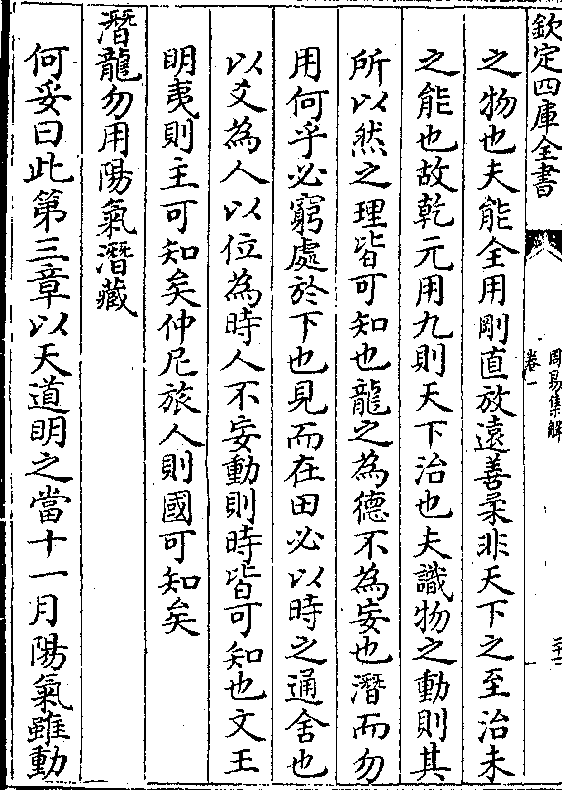 欽定四庫全書
周易集解
卷一
之物也夫能全用剛直放遠善柔非天下之至治未
之能也故乾元用九則天下治也夫識物之動則其
所以然之理皆可知也龍之為德不為妄也潛而勿
用何乎必窮處於下也見而在田必以時之通舍也
以爻為人以位為時人不妄動則時皆可知也文王
明夷則主可知矣仲尼旅人則國可知矣
潛龍勿用陽氣潛藏
何妥曰此第三章以天道明之當十一月陽氣雖動